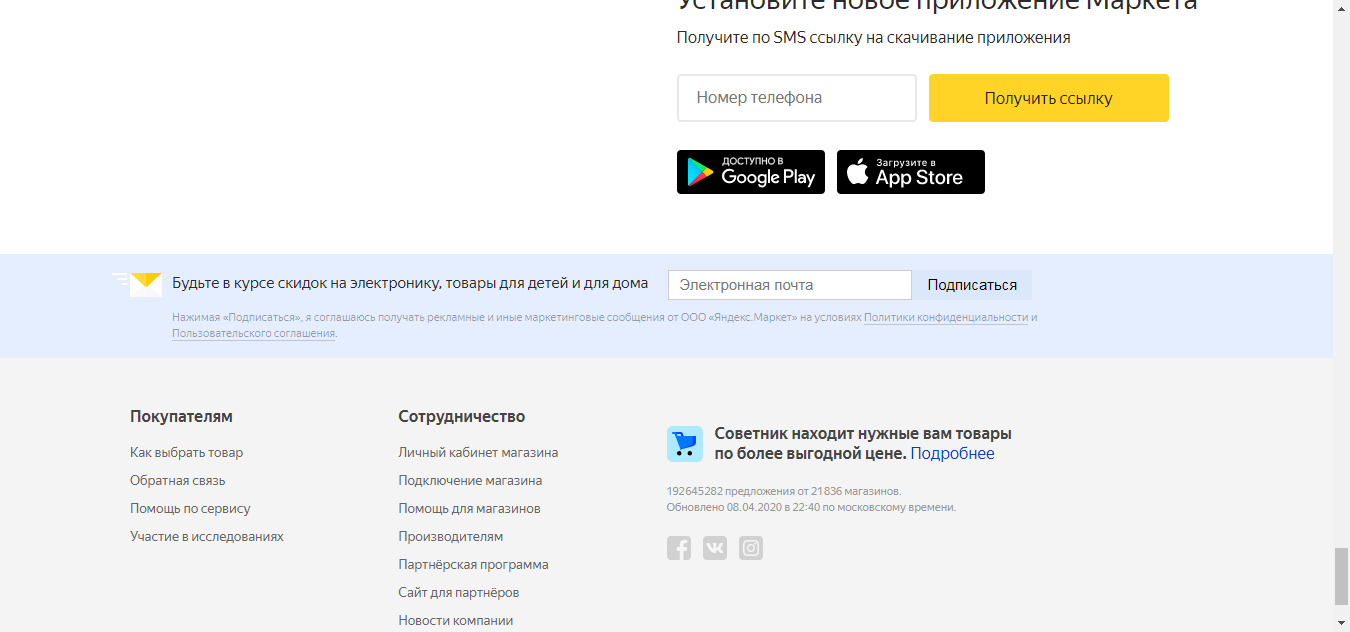 Установите новое приложение Маркета
Получите по SMS ссылку на скачивание приложения
Номер телефона
Получить ссылку
ДОСТУПНО В
Google Play
Загрузите в
App Store
Будьте в курсе скидок на электронику, товары для детей и для дома
Электронная почта
Подписаться
Нажимая «Подписаться», я соглашаюсь получать рекламные и иные маркетинговые сообщения от ООО «Яндекс.Маркет» на условиях Политики конфиденциальности и
Пользовательского соглашения.
Покупателям
Как выбрать товар
Обратная связь
Помощь по сервису
Участие в исследованиях
Сотрудничество
Личный кабинет магазина
Подключение магазина
Помощь для магазинов
Производителям
Партнёрская программа
Сайт для партнёров
Новости компании
Советник находит нужные вам товары
по более выгодной цене. Подробнее
192645282 предложения от 21836 магазинов.
Обновлено 08.04.2020 в 22:40 по московскому времени.